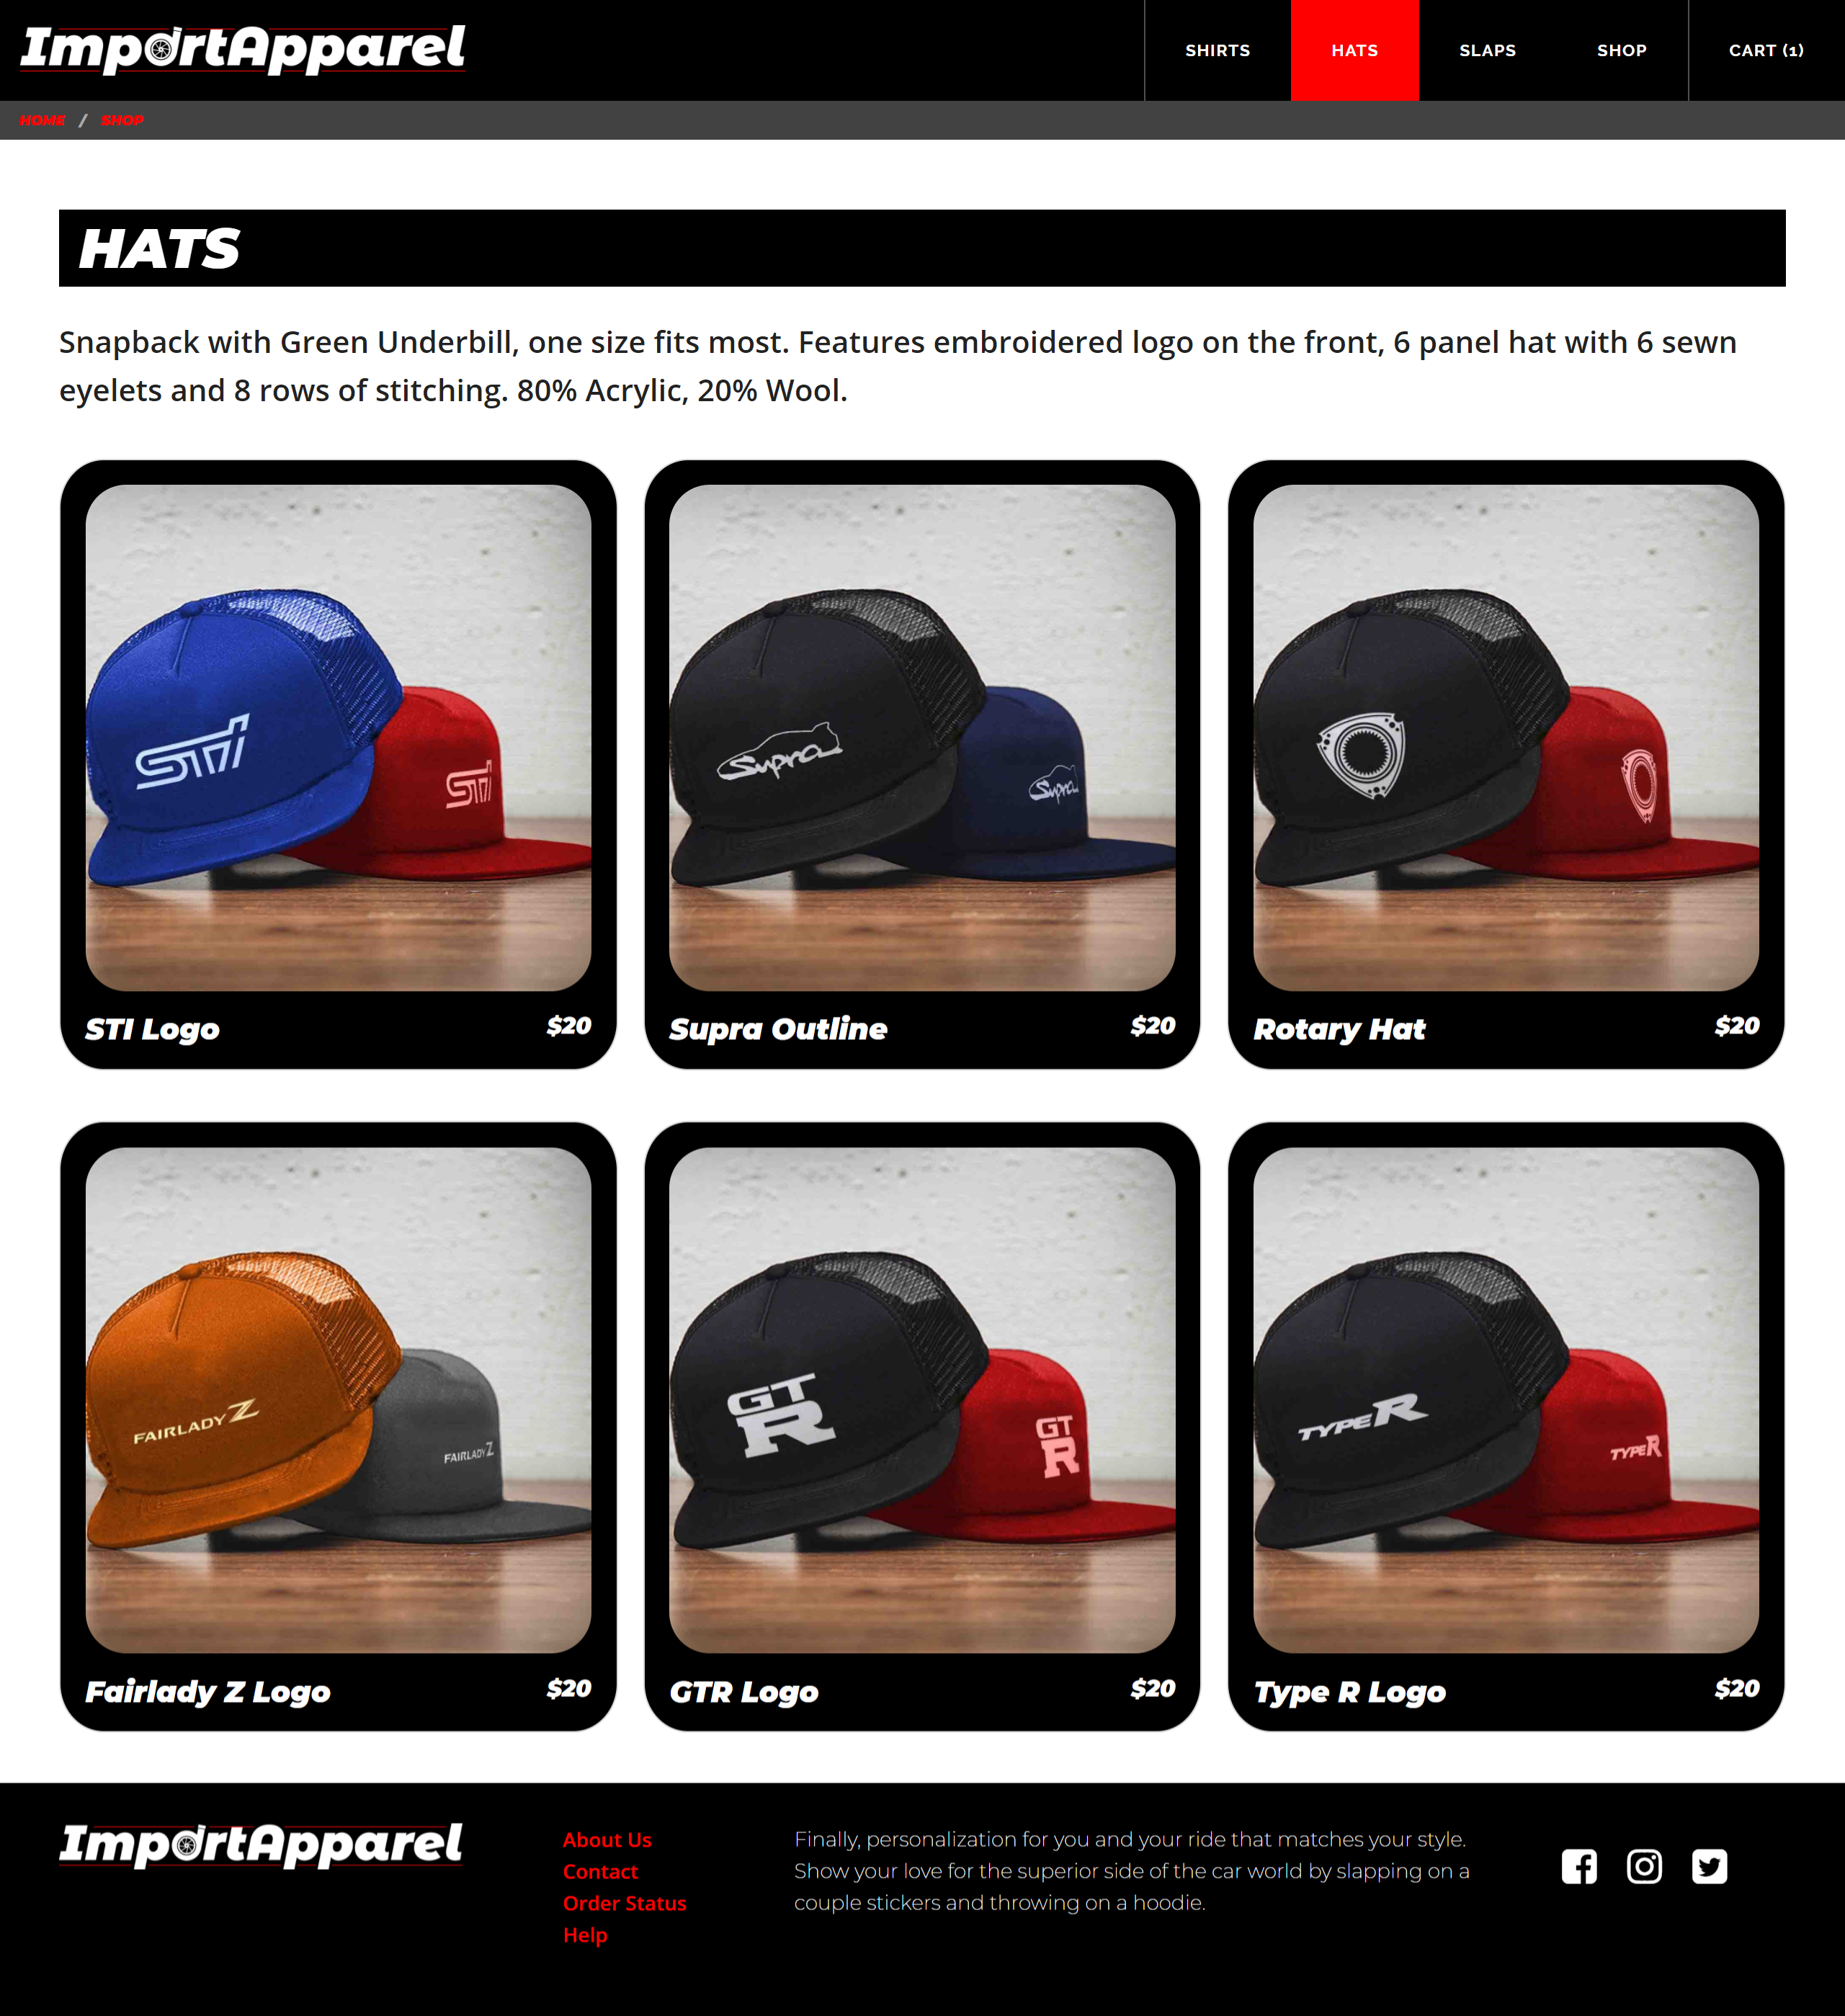 ImportApparel
SHIRTS
HATS
SLAPS
SHOP
CART (1)
HOME / SHOP
HATS
Snapback with Green Underbill, one size fits most. Features embroidered logo on the front, 6 panel hat with 6 sewn
eyelets and 8 rows of stitching. 80% Acrylic, 20% Wool.
STI
STI
STI Logo
$20
Supra
Supra
Supra Outline
$20
Rotary Hat
$20
FAIRLADY Z
FAIRLADY Z
Fairlady Z Logo
$20
GT
R
GT
R
GTR Logo
$20
TYPE R
TYPE R
Type R Logo
$20
ImportApparel
About Us
Contact
Order Status
Help
Finally, personalization for you and your ride that matches your style.
Show your love for the superior side of the car world by slapping on a
couple stickers and throwing on a hoodie.